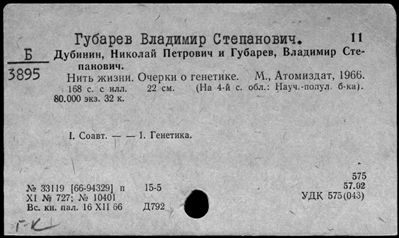 Губарев Владимир Степанович. 11
Б
3895
Дубинин, Николай Петрович и Губарев, Владимир Сте-
панович.
Нить жизни. Очерки о генетике. М., Атомиздат, 1966.
168 с. с илл. 22 см. (На 4-й с. обл.: Науч.-попул. б-ка).
80.000 экз. 32 к.
I. Соавт. — — 1. Генетика.
575
№ 33119 [66-94329] п 15-5 57.02
XI № 727; № 10401 УДК 575(043)
Вс. кн. пал. 16 XII 66 Д792
Г-К